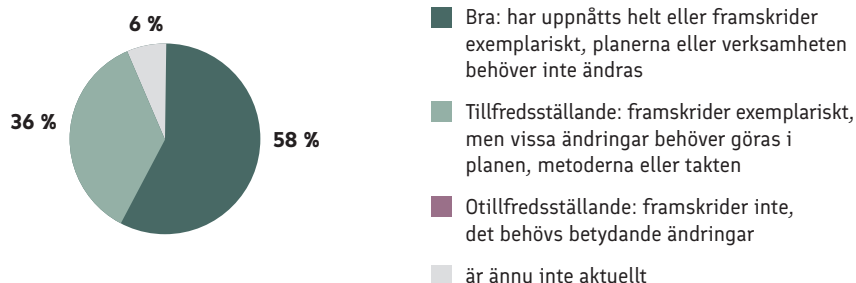 6 %
36 %
58 %
Bra: har uppnåtts helt eller framskrider
exemplariskt, planerna eller verksamheten
behöver inte ändras
Tillfredsställande: framskrider exemplariskt,
men vissa ändringar behöver göras i
planen, metoderna eller takten
Otillfredsställande: framskrider inte,
det behövs betydande ändringar
är ännu inte aktuellt